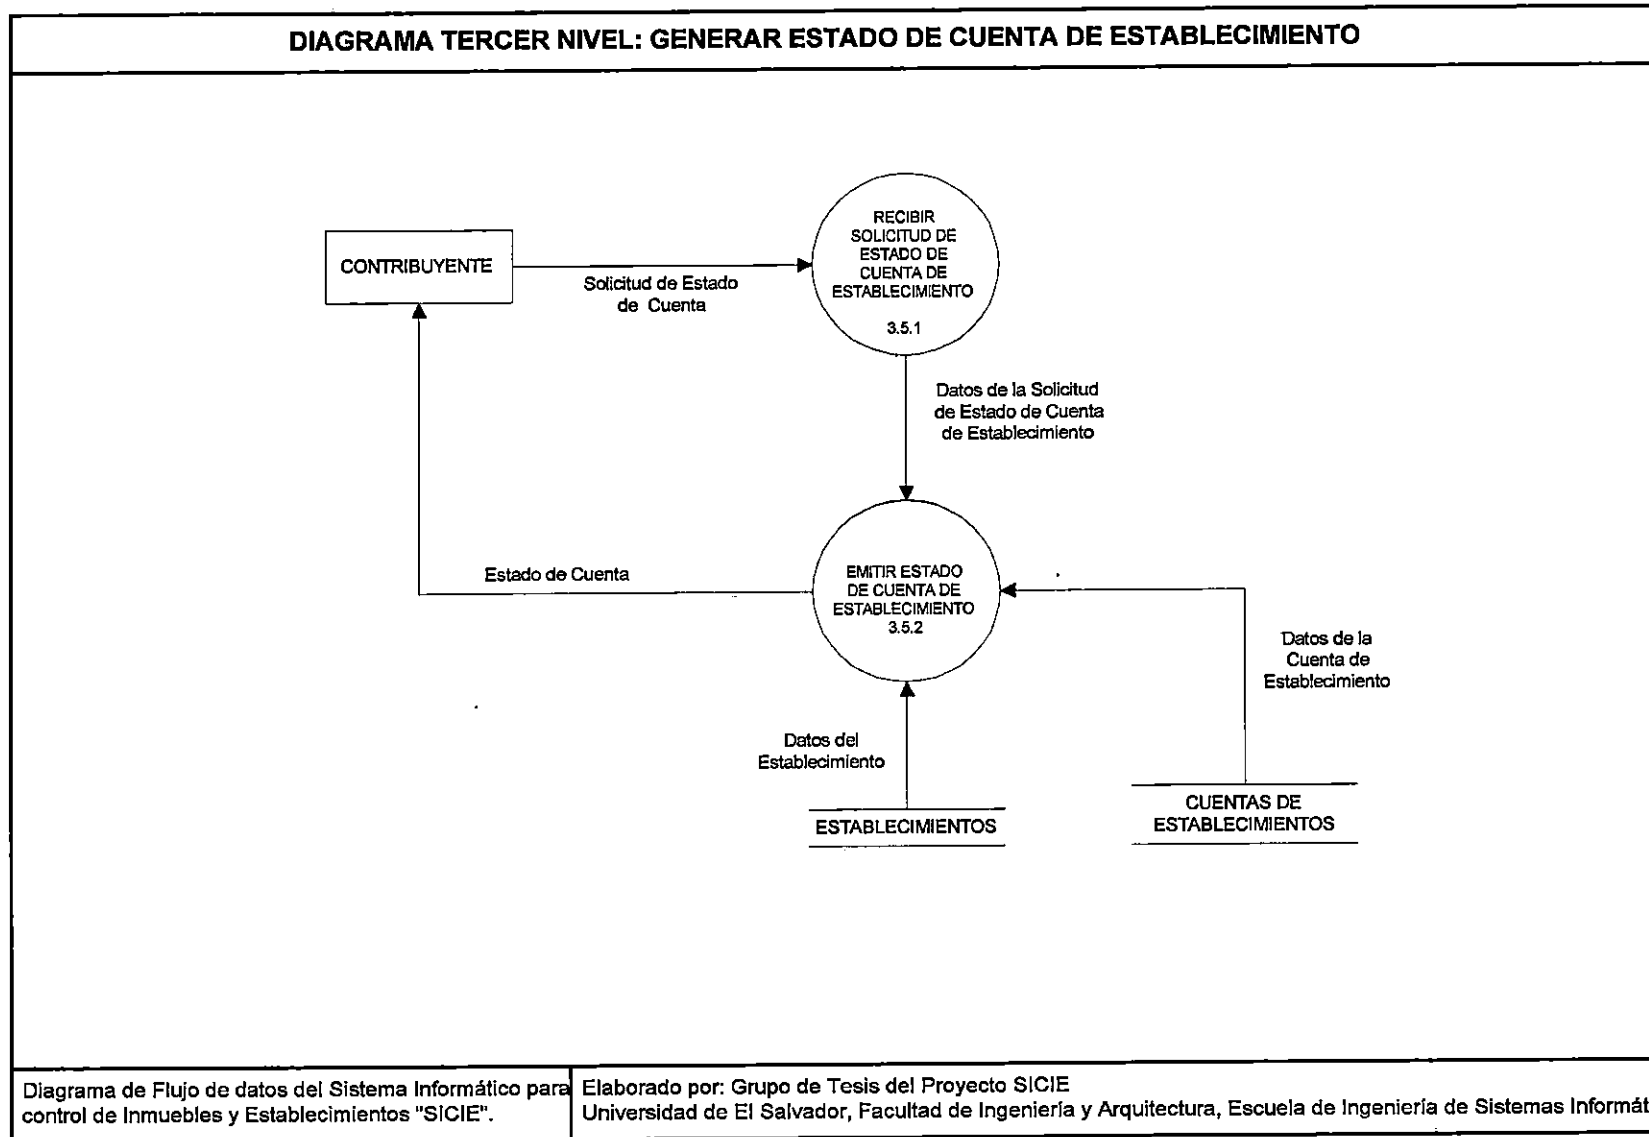 DIAGRAMA TERCER NIVEL: GENERAR ESTADO DE CUENTA DE ESTABLECIMIENTO
RECIBIR
SOLICITUD DE
ESTADO DE
CUENTA DE
ESTABLECIMIENTO
3.5.1
CONTRIBUYENTE
Solicitud de Estado
de Cuenta
Datos de la Solicitud
de Estado de Cuenta
de Establecimiento
Estado de Cuenta
EMITIR ESTADO
DE CUENTA DE
ESTABLECIMIENTO
3.5.2
Datos de la
Cuenta de
Establecimiento
Datos del
Establecimiento
ESTABLECIMIENTOS
CUENTAS DE
ESTABLECIMIENTOS
Diagrama de Flujo de datos del Sistema Informático para
control de Inmuebles y Establecimientos "SICIE".
Elaborado por: Grupo de Tesis del Proyecto SICIE
Universidad de El Salvador, Facultad de Ingeniería y Arquitectura, Escuela de Ingeniería de Sistemas Informát